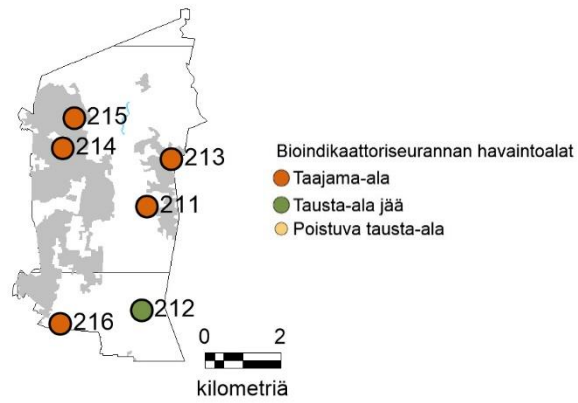 215
214
213
211
212
216
Bioindikaattoriseurannan havaintoalat
Taajama-ala
Tausta-ala jää
Poistuva tausta-ala
0 2
kilometriä